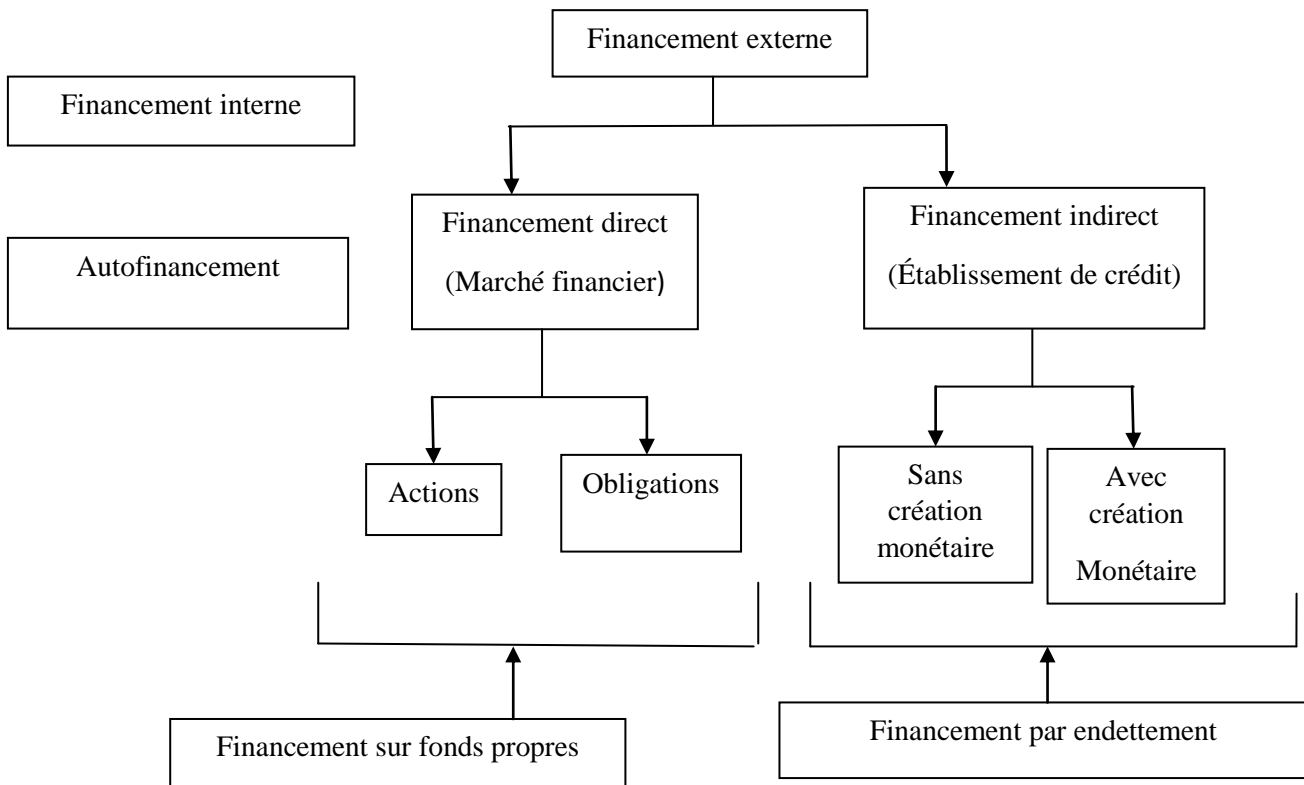 Financement externe
Financement interne
Financement direct
(Marché financier)
Financement indirect
(Établissement de crédit)
Autofinancement
Actions
Obligations
Sans
création
monétaire
Avec
création
Monétaire
Financement sur fonds propres
Financement par endettement